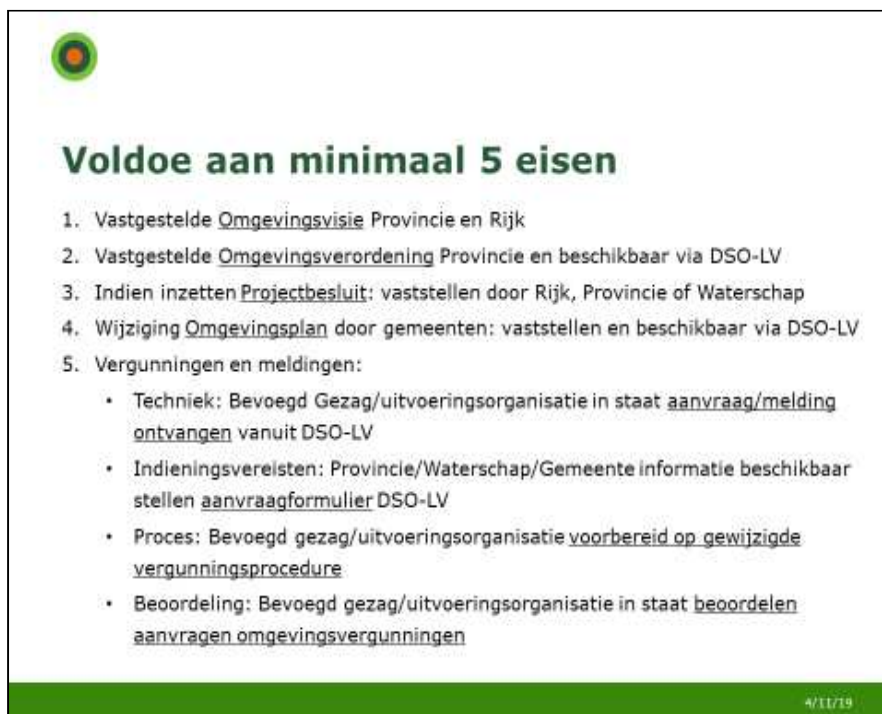 Voldoe aan minimaal 5 eisen
1. Vastgestelde Omgevingsvisie Provincie en Rijk
2. Vastgestelde Omgevingsverordening Provincie en beschikbaar via DSO-LV
3. Indien inzetten Projectbesluit: vaststellen door Rijk, Provincie of Waterschap
4. Wijziging Omgevingsplan door gemeenten: vaststellen en beschikbaar via DSO-LV
5. Vergunningen en meldingen:
• Techniek: Bevoegd Gezag/uitvoeringsorganisatie in staat aanvraag/melding
ontvangen vanuit DSO-LV
• Indieningsvereisten: Provincie/Waterschap/Gemeente informatie beschikbaar
stellen aanvraagformulier DSO-LV
• Proces: Bevoegd gezag/uitvoeringsorganisatie voorbereid op gewijzigde
vergunningsprocedure
• Beoordeling: Bevoegd gezag/uitvoeringsorganisatie in staat beoordelen
aanvragen omgevingsvergunningen
4/11/19